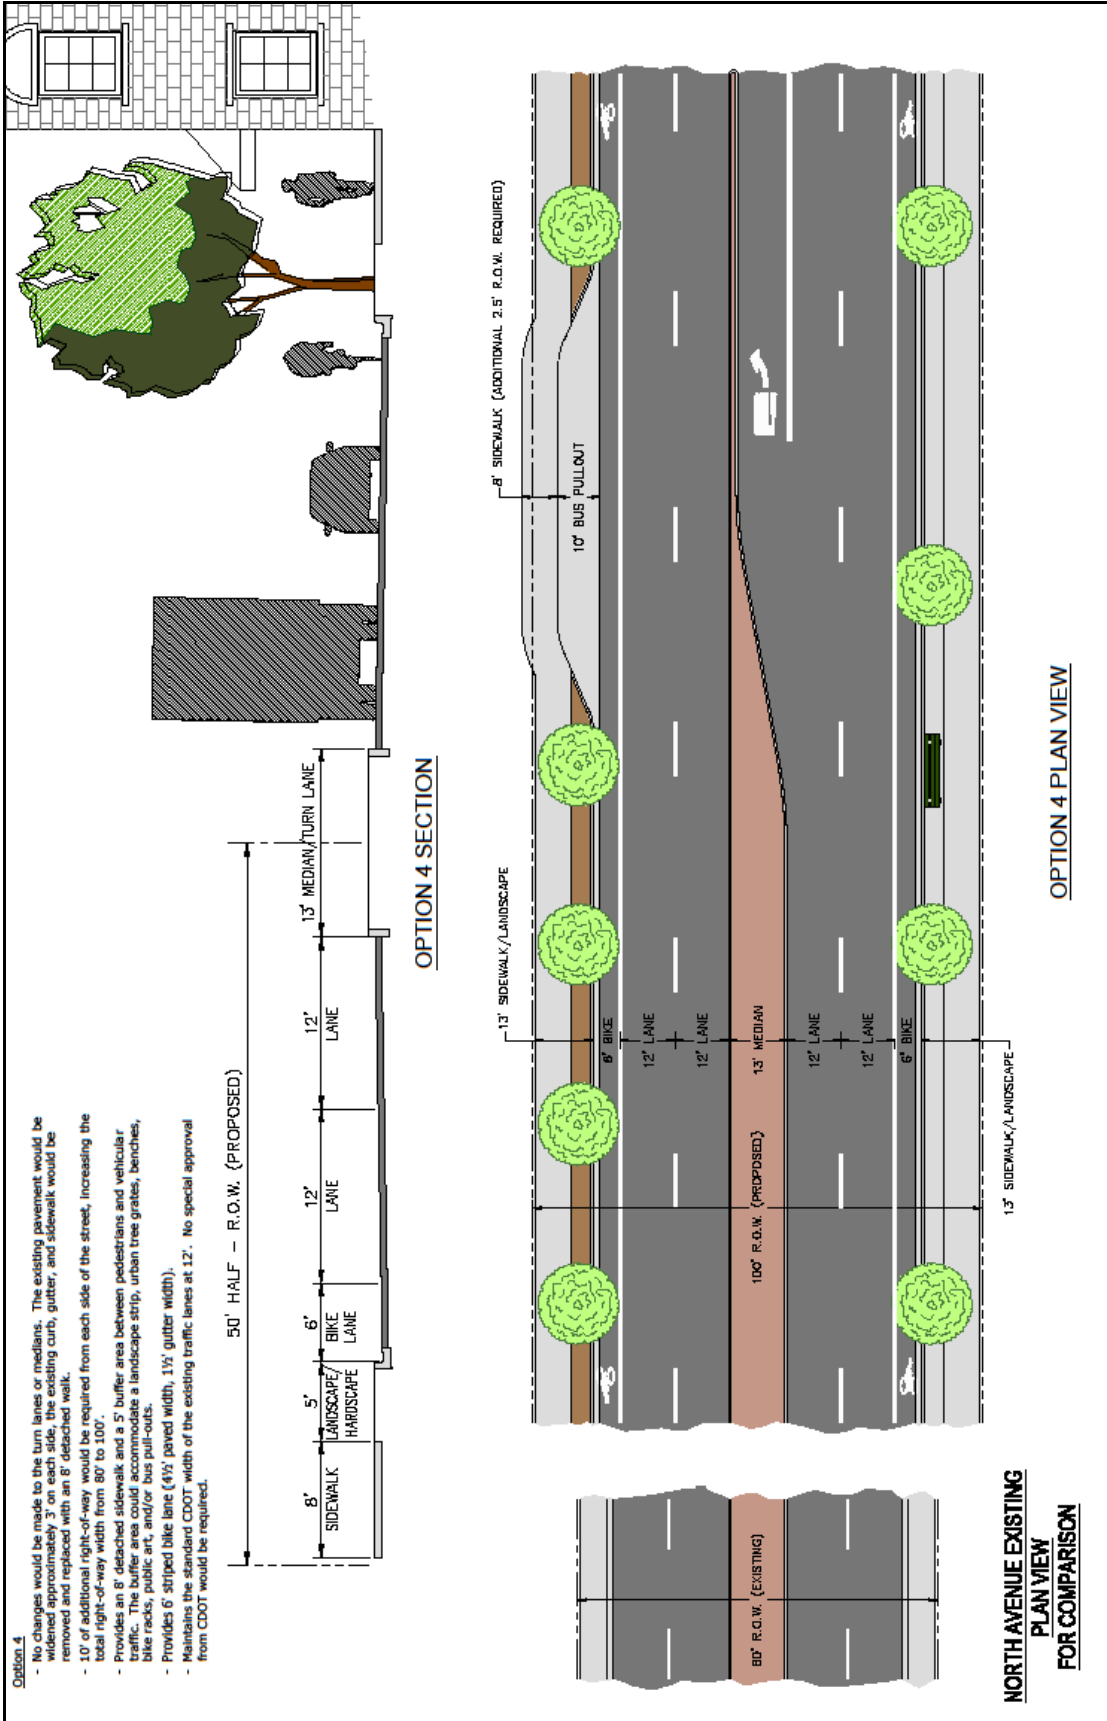 Option 4
- No changes would be made to the turn lanes or medians. The existing pavement would be
widened approximately 3' on each side, the existing curb, gutter, and sidewalk would be
removed and replaced with an 8' detached walk.
- 10' of additional right-of-way would be required from each side of the street, increasing the
total right-of-way width from 80' to 100'.
- Provides an 8' detached sidewalk and a 5' buffer area between pedestrians and vehicular
traffic. The buffer area could accommodate a landscape strip, urban tree grates, benches,
bike racks, public art, and/or bus pull-outs.
- Provides 6' striped bike lane (4½' paved width, 1½' gutter width).
- Maintains the standard CDOT width of the existing traffic lanes at 12'. No special approval
from CDOT would be required.
50' HALF - R.O.W. (PROPOSED)
8'
SIDEWALK
5'
LANDSCAPE/
HARDSCAPE
6'
BIKE
LANE
12'
LANE
12'
LANE
13' MEDIAN/TURN LANE
OPTION 4 SECTION
13' SIDEWALK/LANDSCAPE
8' SIDEWALK (ADDITIONAL 2.5' R.O.W. REQUIRED)
10' BUS PULLOUT
6' BIKE
12' LANE
12' LANE
13' MEDIAN
12' LANE
12' LANE
6' BIKE
100' R.O.W. (PROPOSED)
13' SIDEWALK/LANDSCAPE
OPTION 4 PLAN VIEW
80' R.O.W. (EXISTING)
NORTH AVENUE EXISTING
PLAN VIEW
FOR COMPARISON